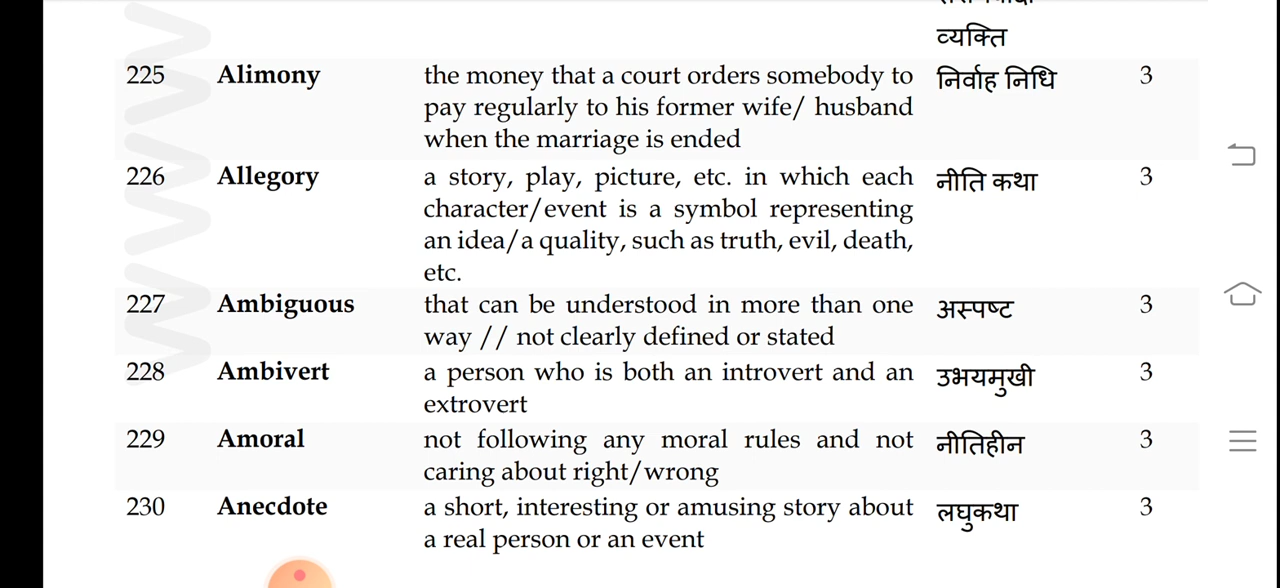 व्यक्ति
225 Alimony the money that a court orders somebody to निर्वाह निधि 3
pay regularly to his former wife/ husband
when the marriage is ended
226 Allegory a story, play, picture, etc. in which each नीति कथा 3
character/event is a symbol representing
an idea/a quality, such as truth, evil, death,
etc.
227 Ambiguous that can be understood in more than one अस्पष्ट 3
way // not clearly defined or stated
228 Ambivert a person who is both an introvert and an उभयमुखी 3
extrovert
229 Amoral not following any moral rules and not नीतिहीन 3
caring about right/wrong
230 Anecdote a short, interesting or amusing story about लघुकथा 3
a real person or an event
www